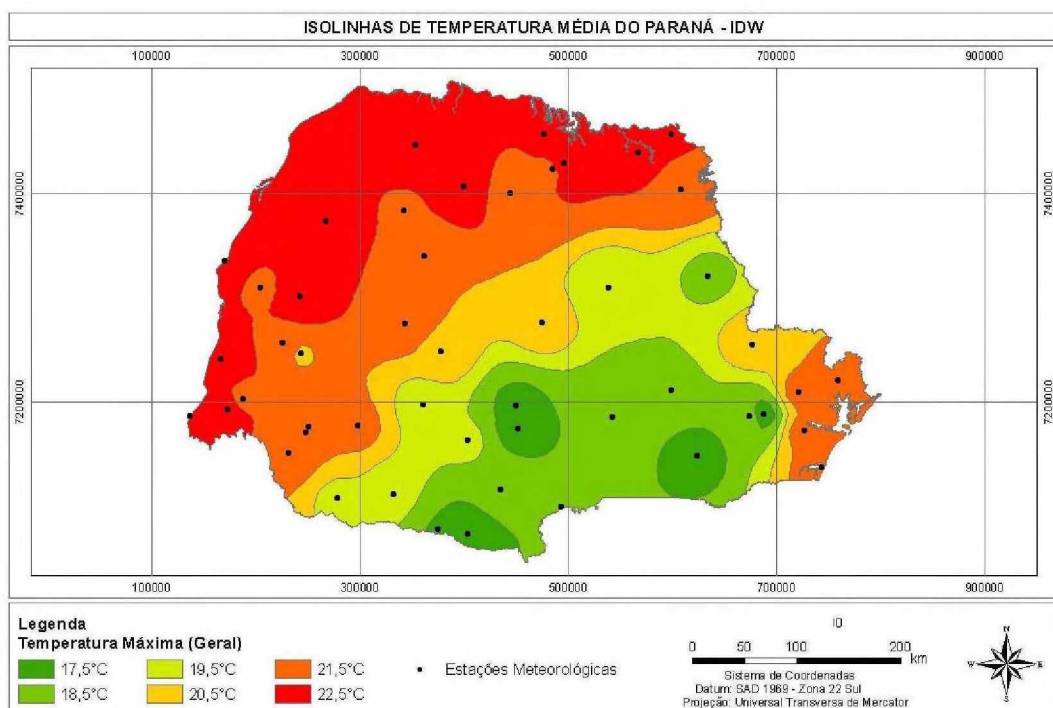 ISOLINHAS DE TEMPERATURA MÉDIA DO PARANÁ - IDW
100000 300000 500000 700000 900000
7400000 7400000
7200000 7200000
100000 300000 500000 700000 900000
Legenda
Temperatura Máxima (Geral)
17,5°C 19,5°C 21,5°C
18,5°C 20,5°C 22,5°C
Estações Meteorológicas
0 50 100 200
km
Sistema de Coordenadas
Datum: SAD 1969 - Zona 22 Sul
Projeção: Universal Transversa de Mercator
N
W E
S